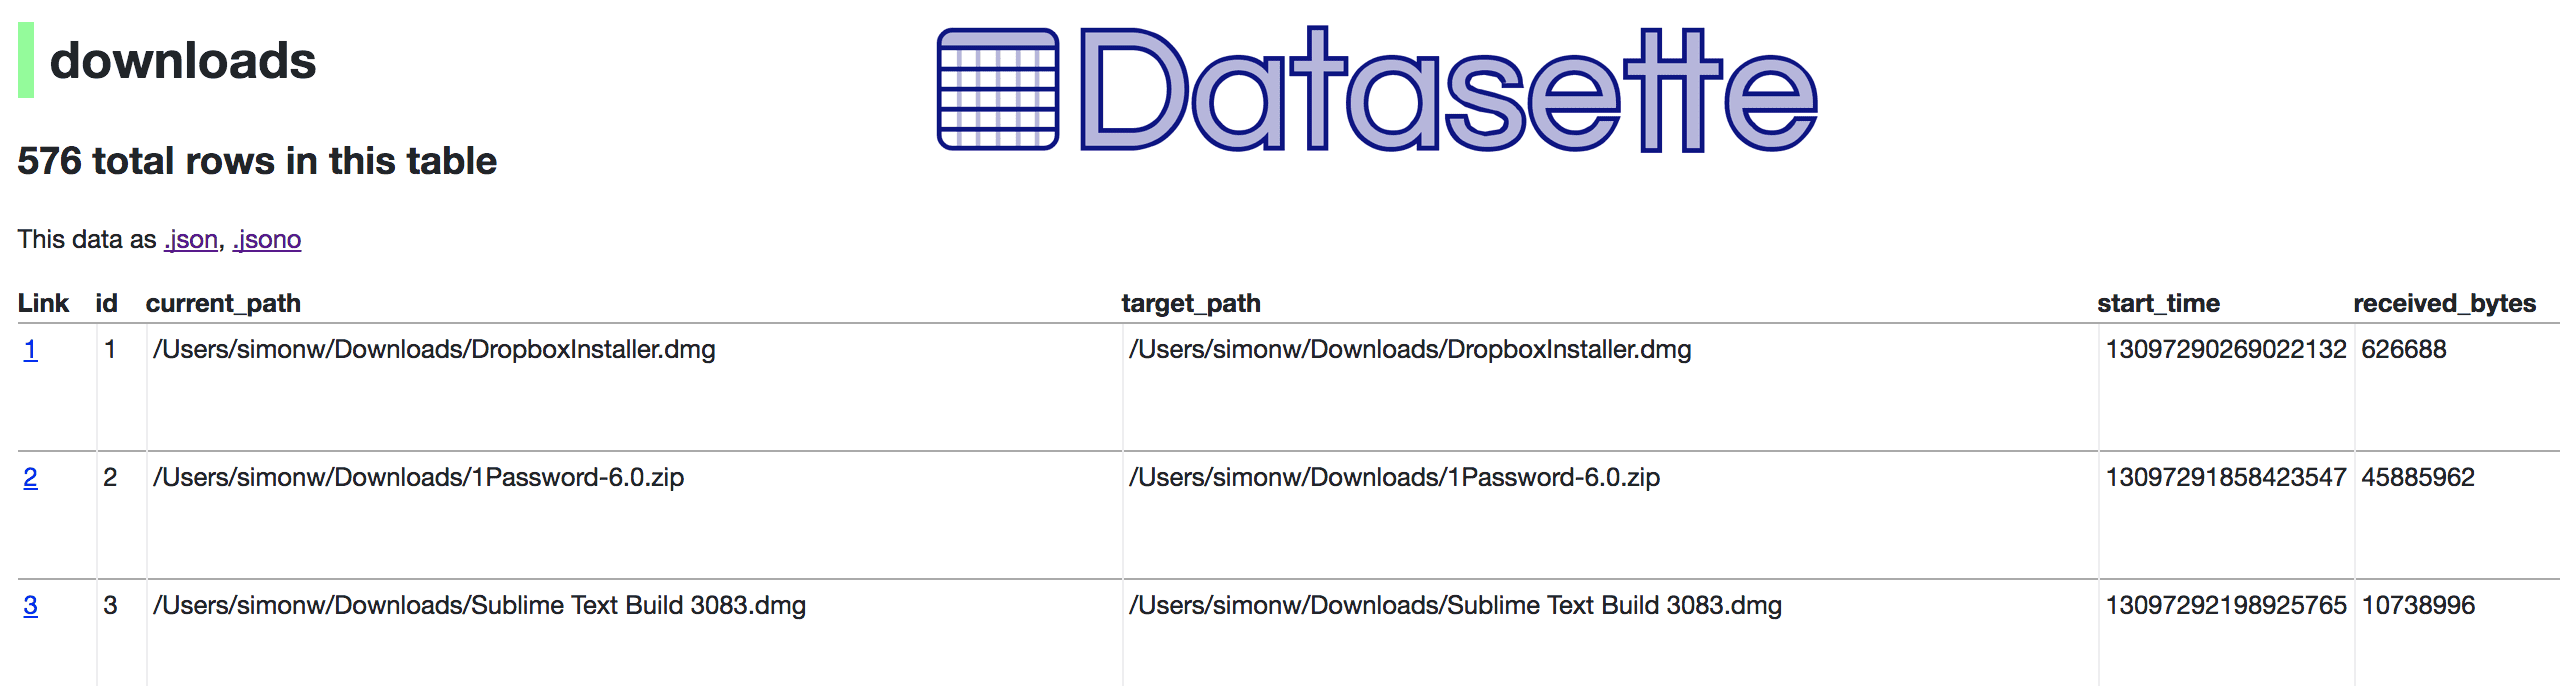 downloads
Datasette
576 total rows in this table
This data as .json, .jsono
Link id current_path target_path start_time received_bytes
1 1 /Users/simonw/Downloads/DropboxInstaller.dmg /Users/simonw/Downloads/DropboxInstaller.dmg 13097290269022132 626688
2 2 /Users/simonw/Downloads/1Password-6.0.zip /Users/simonw/Downloads/1Password-6.0.zip 13097291858423547 45885962
3 3 /Users/simonw/Downloads/Sublime Text Build 3083.dmg /Users/simonw/Downloads/Sublime Text Build 3083.dmg 13097292198925765 10738996